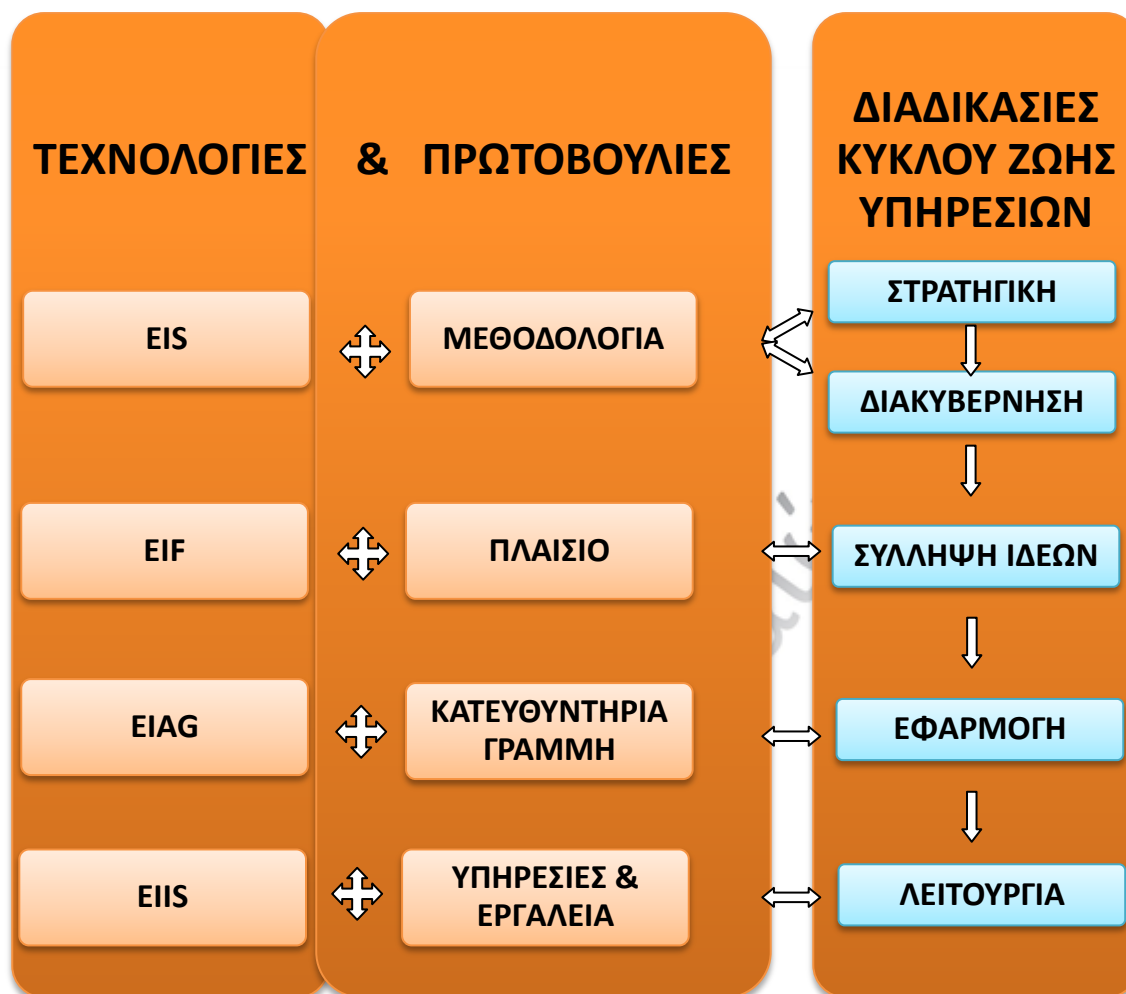 ΤΕΧΝΟΛΟΓΙΕΣ & ΠΡΩΤΟΒΟΥΛΙΕΣ
ΔΙΑΔΙΚΑΣΙΕΣ
ΚΥΚΛΟΥ ΖΩΗΣ
ΥΠΗΡΕΣΙΩΝ
EIS
ΜΕΘΟΔΟΛΟΓΙΑ
ΣΤΡΑΤΗΓΙΚΗ
ΔΙΑΚΥΒΕΡΝΗΣΗ
EIF
ΠΛΑΙΣΙΟ
ΣΥΛΛΗΨΗ ΙΔΕΩΝ
EIAG
ΚΑΤΕΥΘΥΝΤΗΡΙΑ
ΓΡΑΜΜΗ
ΕΦΑΡΜΟΓΗ
EIIS
ΥΠΗΡΕΣΙΕΣ &
ΕΡΓΑΛΕΙΑ
ΛΕΙΤΟΥΡΓΙΑ